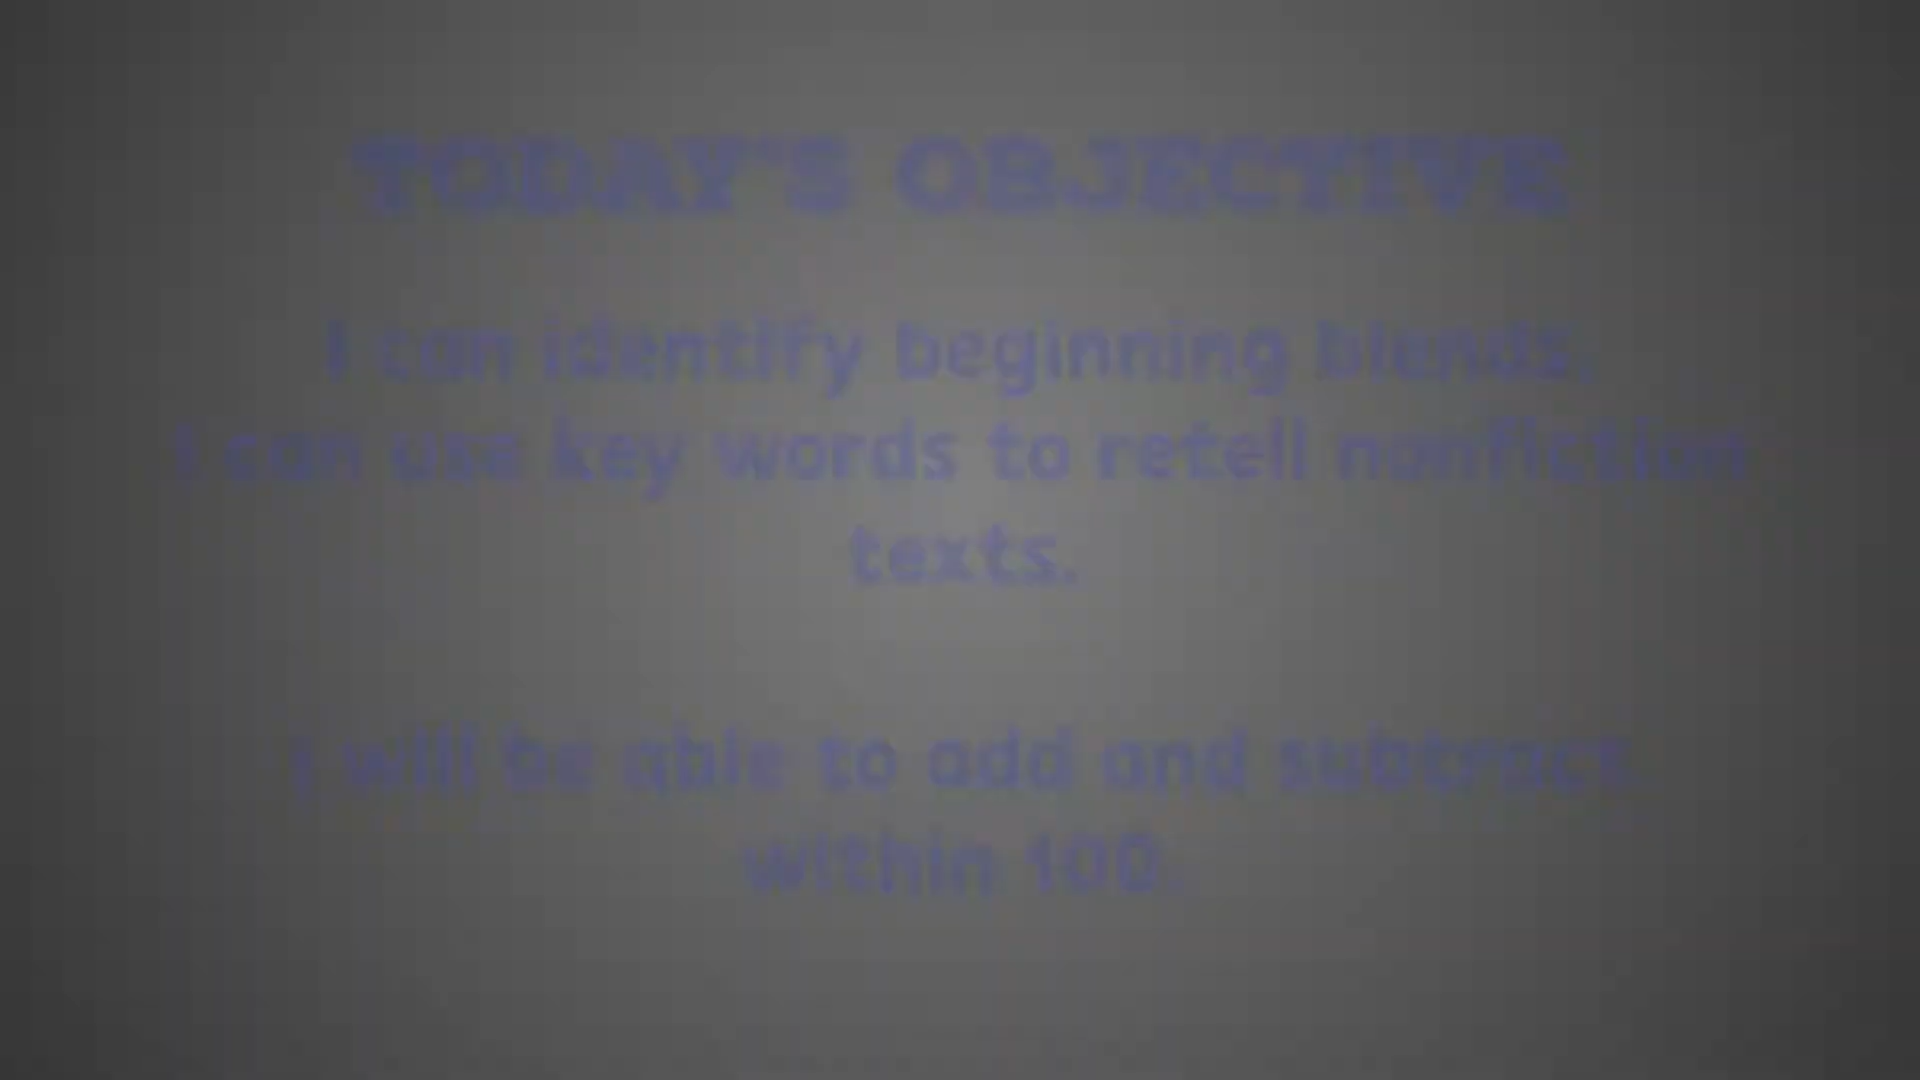 TODAY'S OBJECTIVE
I can identify beginning blends.
I can use key words to retell nonfiction
texts.
I will be able to add and subtract
within 100.